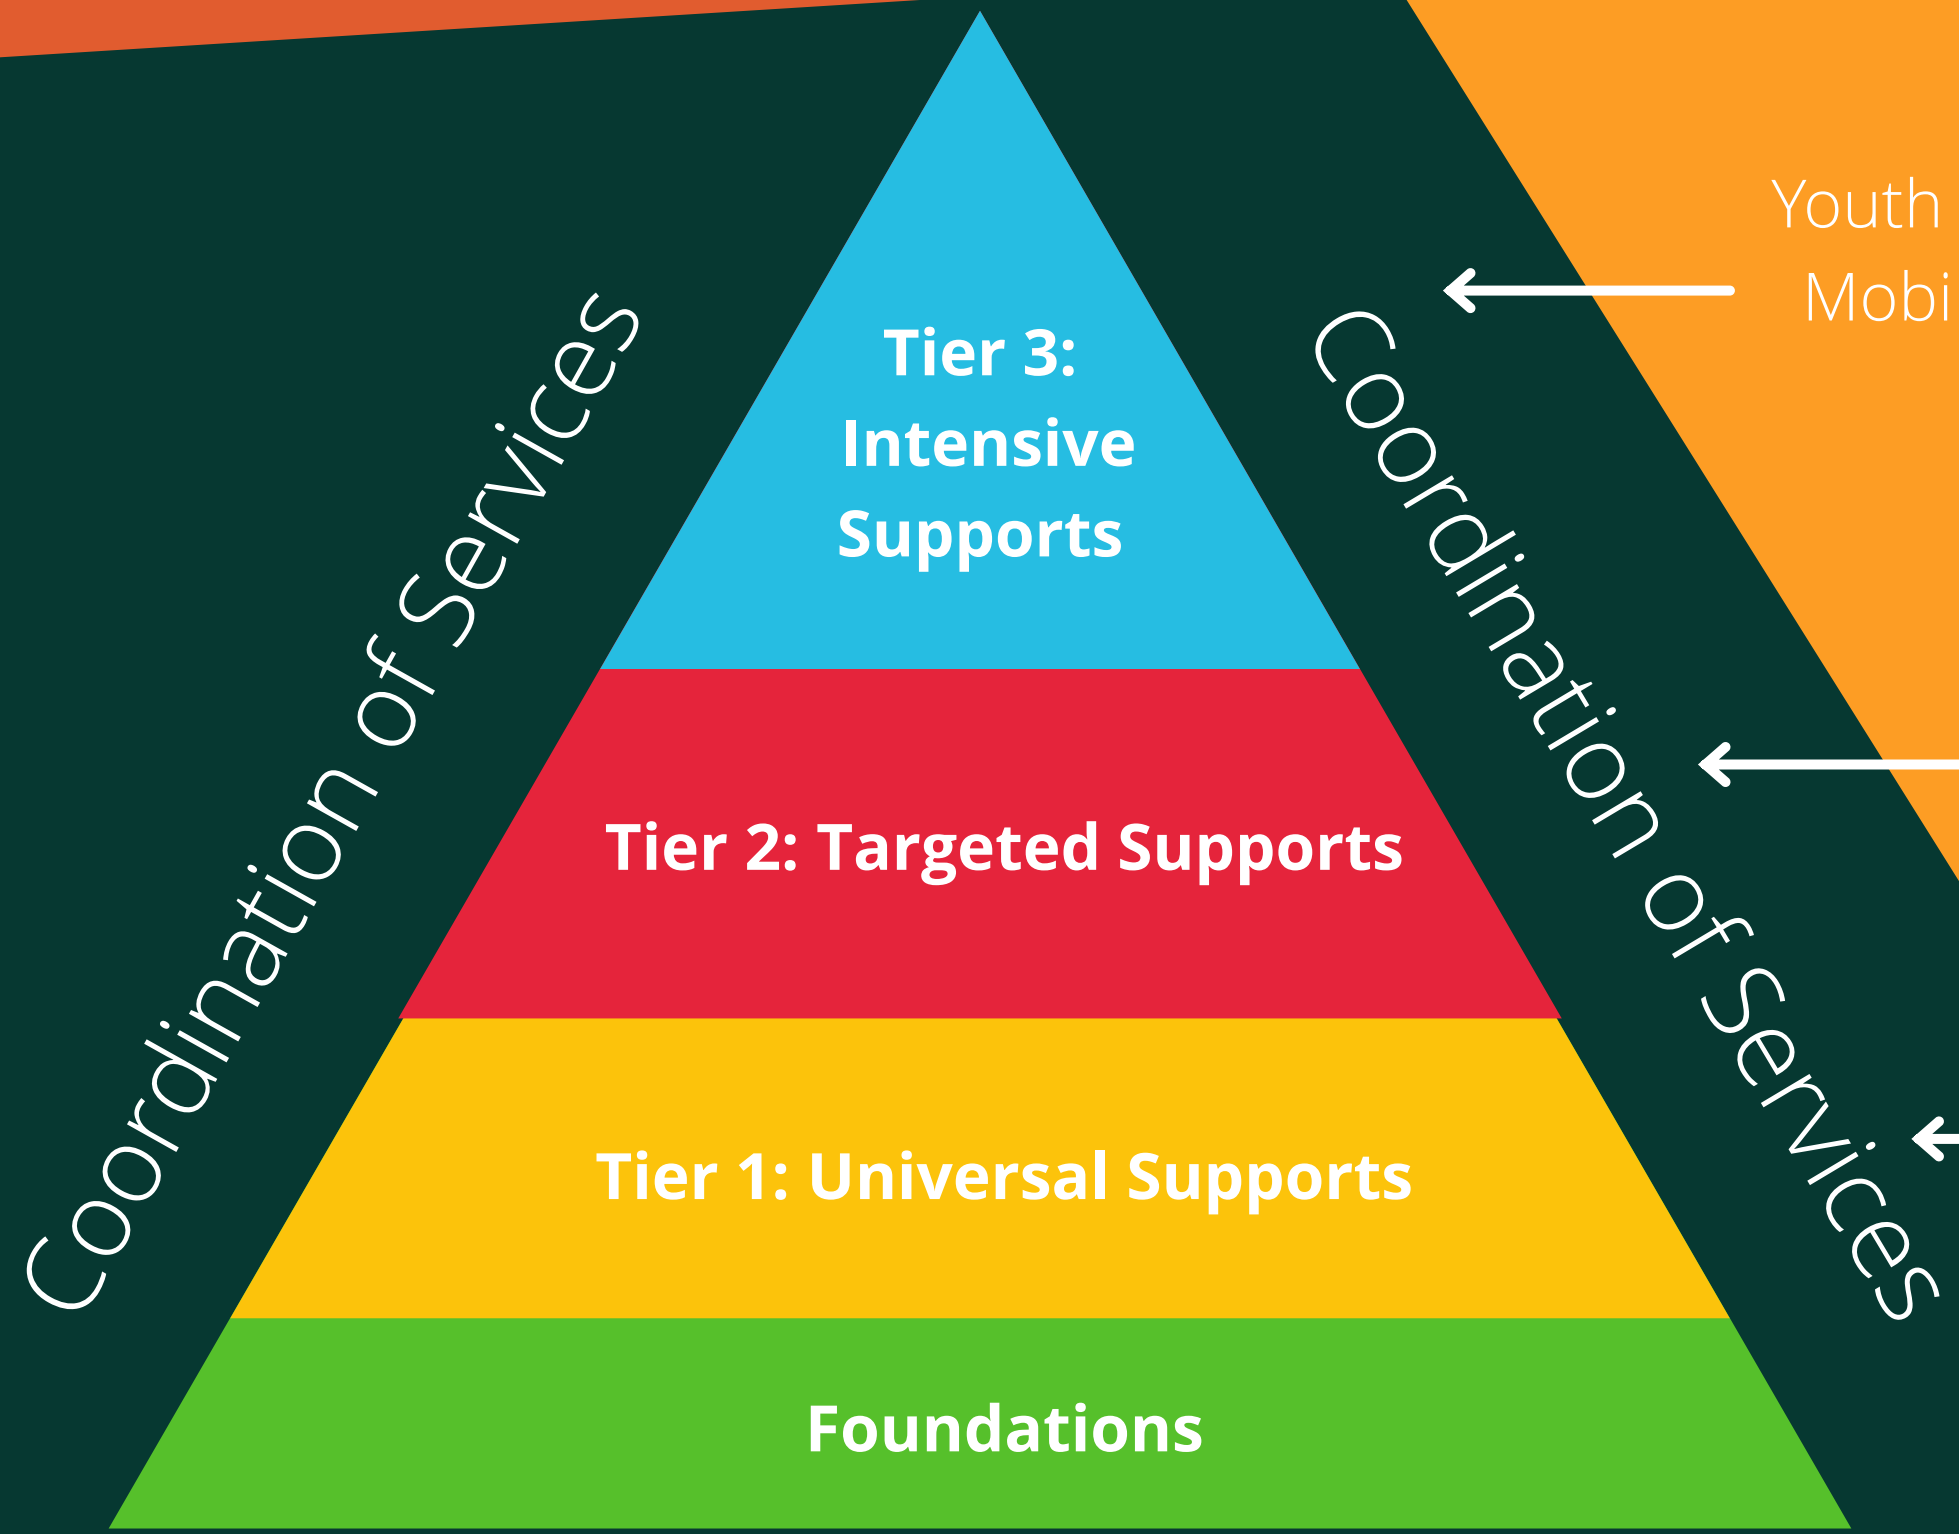 Youth
Mobi
Tier 3:
Intensive
Supports
Coordination of Services
Coordination of Services
Tier 2: Targeted Supports
Tier 1: Universal Supports
Foundations